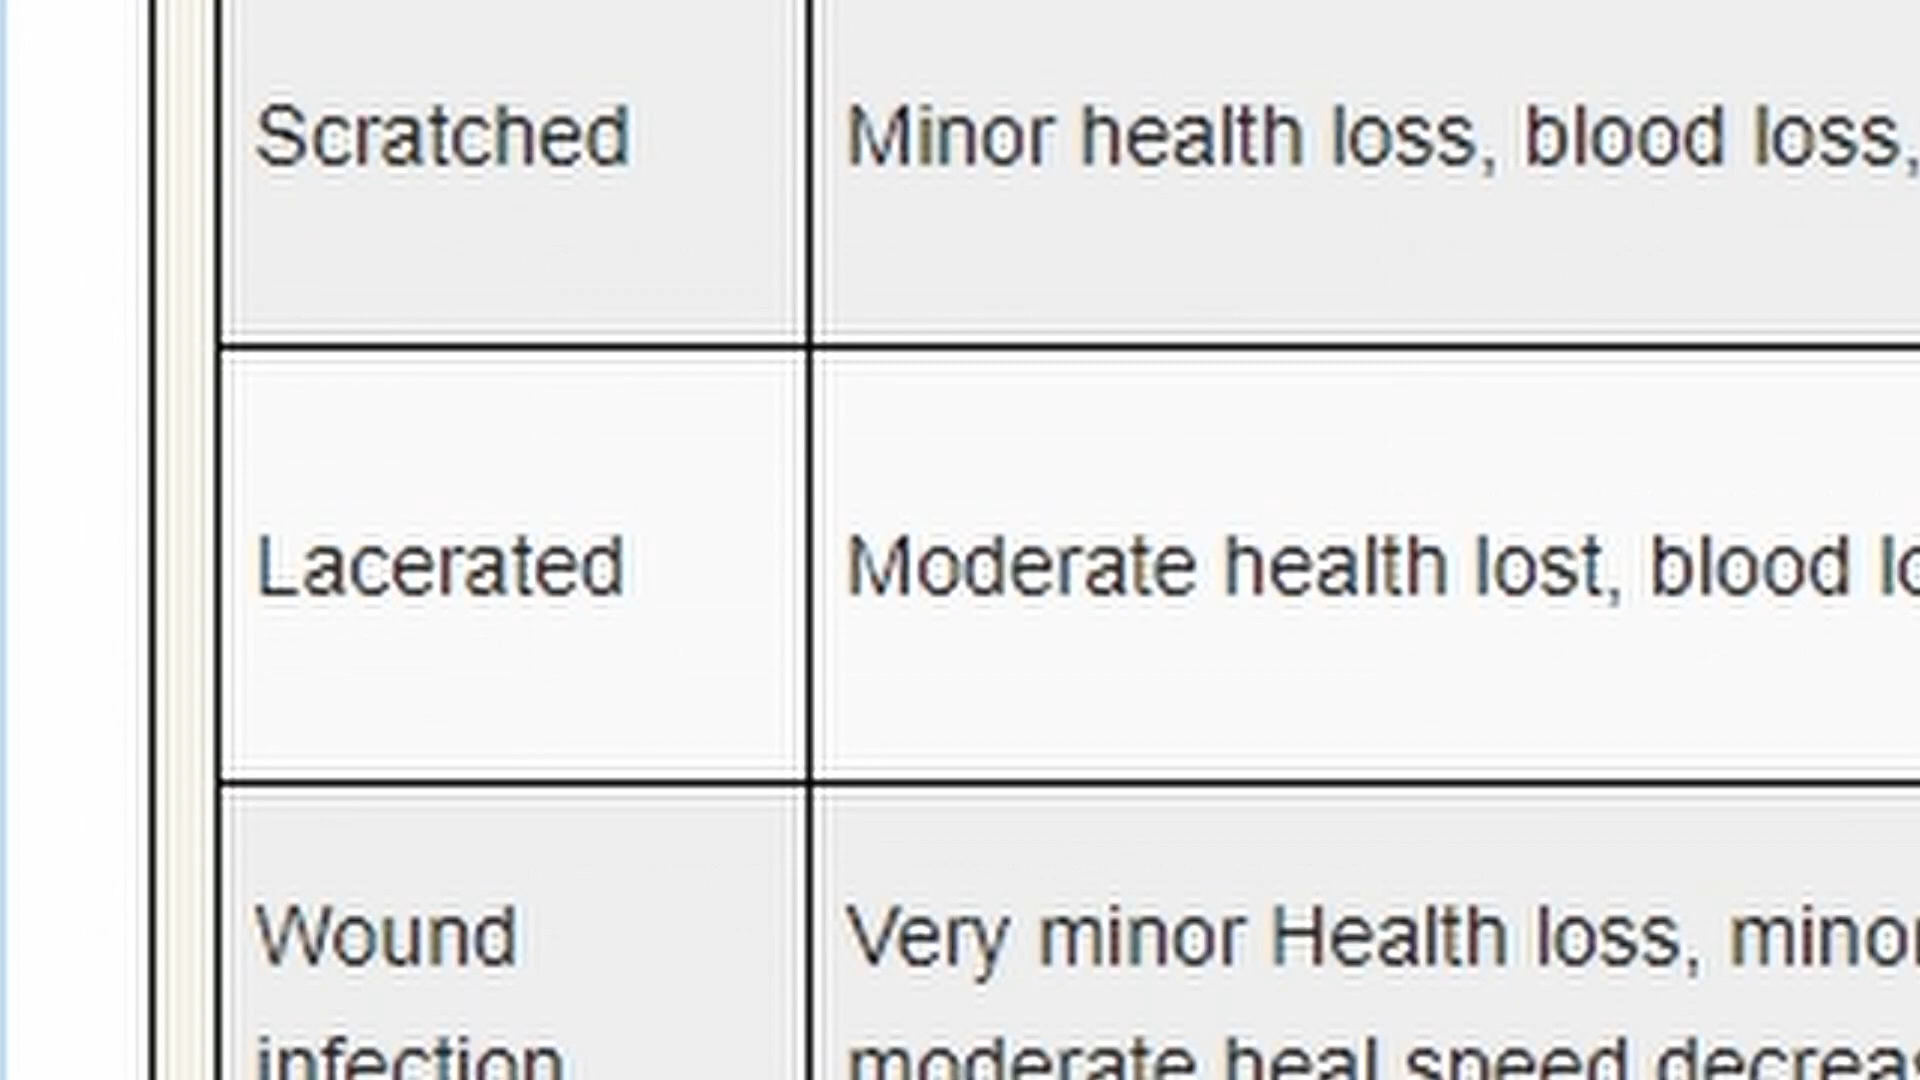 Scratched
Minor health loss, blood loss,
Lacerated
Moderate health lost, blood
Wound
infection
Very minor Health loss, minor
moderate heal speed